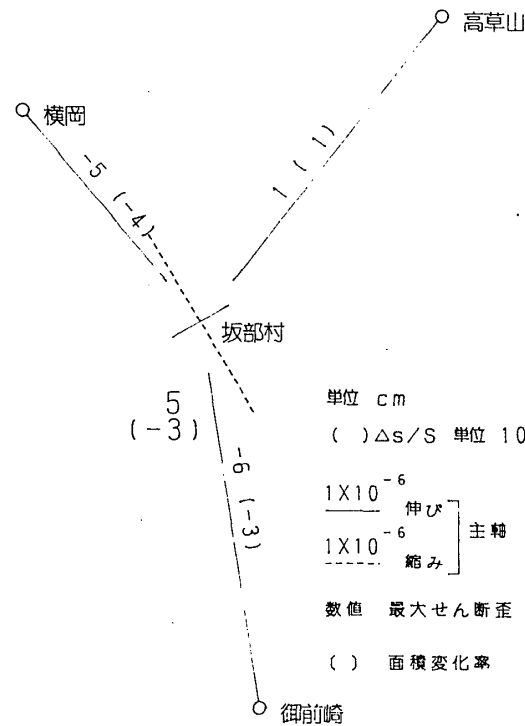 高草山
横岡
-5 (-4)
1 ( 1)
坂部村
5
(-3)
-6 (-3)
単位 cm
( )△s/S 単位 10
1X10⁻⁶ 伸び
1X10⁻⁶ 縮み
主軸
数値 最大せん断歪
( ) 面積変化率
御前崎